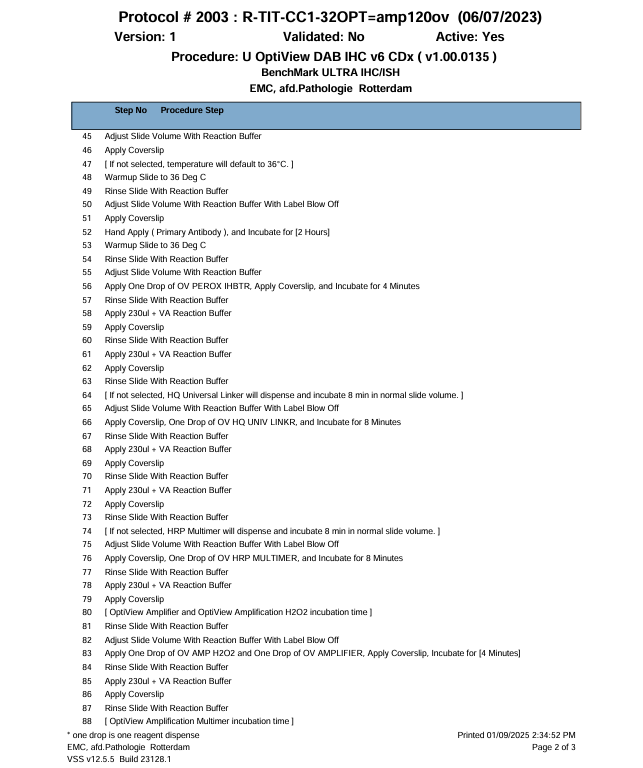 Protocol # 2003 : R-TIT-CC1-32OPT=amp120ov (06/07/2023)
Version: 1 Validated: No Active: Yes
Procedure: U OptiView DAB IHC v6 CDx ( v1.00.0135 )
BenchMark ULTRA IHC/ISH
EMC, afd.Pathologie Rotterdam
Step No Procedure Step
45 Adjust Slide Volume With Reaction Buffer
46 Apply Coverslip
47 [ If not selected, temperature will default to 36°C. ]
48 Warmup Slide to 36 Deg C
49 Rinse Slide With Reaction Buffer
50 Adjust Slide Volume With Reaction Buffer With Label Blow Off
51 Apply Coverslip
52 Hand Apply ( Primary Antibody ), and Incubate for [2 Hours]
53 Warmup Slide to 36 Deg C
54 Rinse Slide With Reaction Buffer
55 Adjust Slide Volume With Reaction Buffer
56 Apply One Drop of OV PEROX IHBTR, Apply Coverslip, and Incubate for 4 Minutes
57 Rinse Slide With Reaction Buffer
58 Apply 230ul + VA Reaction Buffer
59 Apply Coverslip
60 Rinse Slide With Reaction Buffer
61 Apply 230ul + VA Reaction Buffer
62 Apply Coverslip
63 Rinse Slide With Reaction Buffer
64 [ If not selected, HQ Universal Linker will dispense and incubate 8 min in normal slide volume. ]
65 Adjust Slide Volume With Reaction Buffer With Label Blow Off
66 Apply Coverslip, One Drop of OV HQ UNIV LINKR, and Incubate for 8 Minutes
67 Rinse Slide With Reaction Buffer
68 Apply 230ul + VA Reaction Buffer
69 Apply Coverslip
70 Rinse Slide With Reaction Buffer
71 Apply 230ul + VA Reaction Buffer
72 Apply Coverslip
73 Rinse Slide With Reaction Buffer
74 [ If not selected, HRP Multimer will dispense and incubate 8 min in normal slide volume. ]
75 Adjust Slide Volume With Reaction Buffer With Label Blow Off
76 Apply Coverslip, One Drop of OV HRP MULTIMER, and Incubate for 8 Minutes
77 Rinse Slide With Reaction Buffer
78 Apply 230ul + VA Reaction Buffer
79 Apply Coverslip
80 [ OptiView Amplifier and OptiView Amplification H2O2 incubation time ]
81 Rinse Slide With Reaction Buffer
82 Adjust Slide Volume With Reaction Buffer With Label Blow Off
83 Apply One Drop of OV AMP H2O2 and One Drop of OV AMPLIFIER, Apply Coverslip, Incubate for [4 Minutes]
84 Rinse Slide With Reaction Buffer
85 Apply 230ul + VA Reaction Buffer
86 Apply Coverslip
87 Rinse Slide With Reaction Buffer
88 [ OptiView Amplification Multimer incubation time ]
* one drop is one reagent dispense Printed 01/09/2025 2:34:52 PM
EMC, afd.Pathologie Rotterdam Page 2 of 3
VSS v12.5.5 Build 23128.1